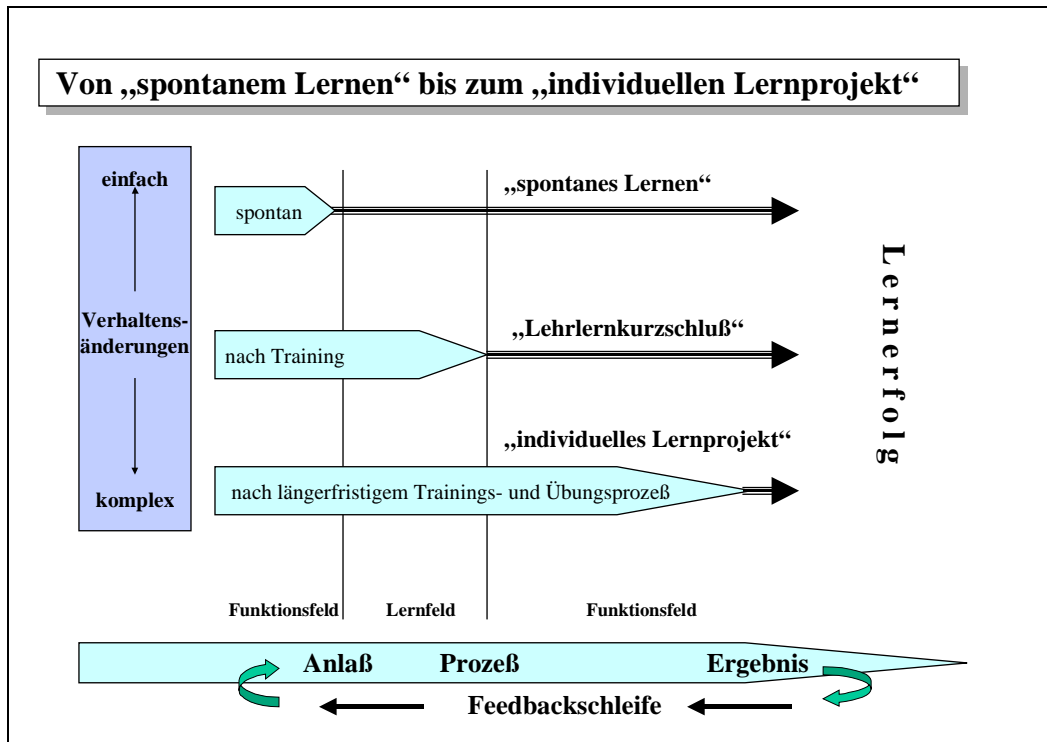 Von „spontanem Lernen“ bis zum „individuellen Lernprojekt“
einfach
Verhaltens-
änderungen
komplex
„spontanes Lernen“
spontan
„Lehrlernkurzschluß“
nach Training
„individuelles Lernprojekt“
nach längerfristigem Trainings- und Übungsprozeß
Lernerfolg
Funktionsfeld Lernfeld Funktionsfeld
Anlaß Prozeß Ergebnis
Feedbackschleife